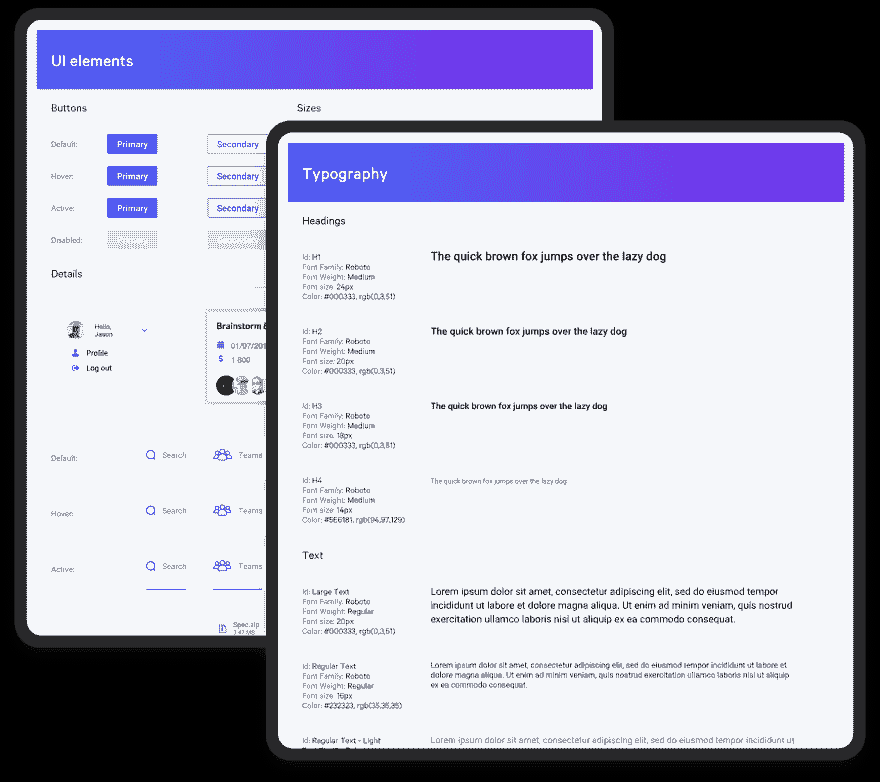 UI elements
Buttons
Sizes
Default:
Primary
Secondary
Hover:
Primary
Secondary
Active:
Primary
Secondary
Disabled:
Details
Hello,
Jason
Profile
Log out
Brainstorm
01/07/201
$ 1 800
Default:
Search
Teams
Hover:
Search
Teams
Active:
Search
Teams
Spec.zip
Typography
Headings
Id: H1
Font Family: Roboto
Font Weight: Medium
Font size: 24px
Color: #000333, rgb(0,3,51)
The quick brown fox jumps over the lazy dog
Id: H2
Font Family: Roboto
Font Weight: Medium
Font size: 20px
Color: #000333, rgb(0,3,51)
The quick brown fox jumps over the lazy dog
Id: H3
Font Family: Roboto
Font Weight: Medium
Font size: 18px
Color: #000333, rgb(0,3,51)
The quick brown fox jumps over the lazy dog
Id: H4
Font Family: Roboto
Font Weight: Medium
Font size: 14px
Color: #5E6181, rgb(94,97,129)
The quick brown fox jumps over the lazy dog
Text
Id: Large Text
Font Family: Roboto
Font Weight: Regular
Font size: 20px
Color: #000333, rgb(0,3,51)
Lorem ipsum dolor sit amet, consectetur adipiscing elit, sed do eiusmod tempor
incididunt ut labore et dolore magna aliqua. Ut enim ad minim veniam, quis nostrud
exercitation ullamco laboris nisi ut aliquip ex ea commodo consequat.
Id: Regular Text
Font Family: Roboto
Font Weight: Regular
Font size: 16px
Color: #232323, rgb(35,35,35)
Lorem ipsum dolor sit amet, consectetur adipiscing elit, sed do eiusmod tempor incididunt ut labore et
dolore magna aliqua. Ut enim ad minim veniam, quis nostrud exercitation ullamco laboris nisi ut aliquip
ex ea commodo consequat.
Id: Regular Text - Light
Lorem ipsum dolor sit amet, consectetur adipiscing elit, sed do eiusmod tempor incididunt ut